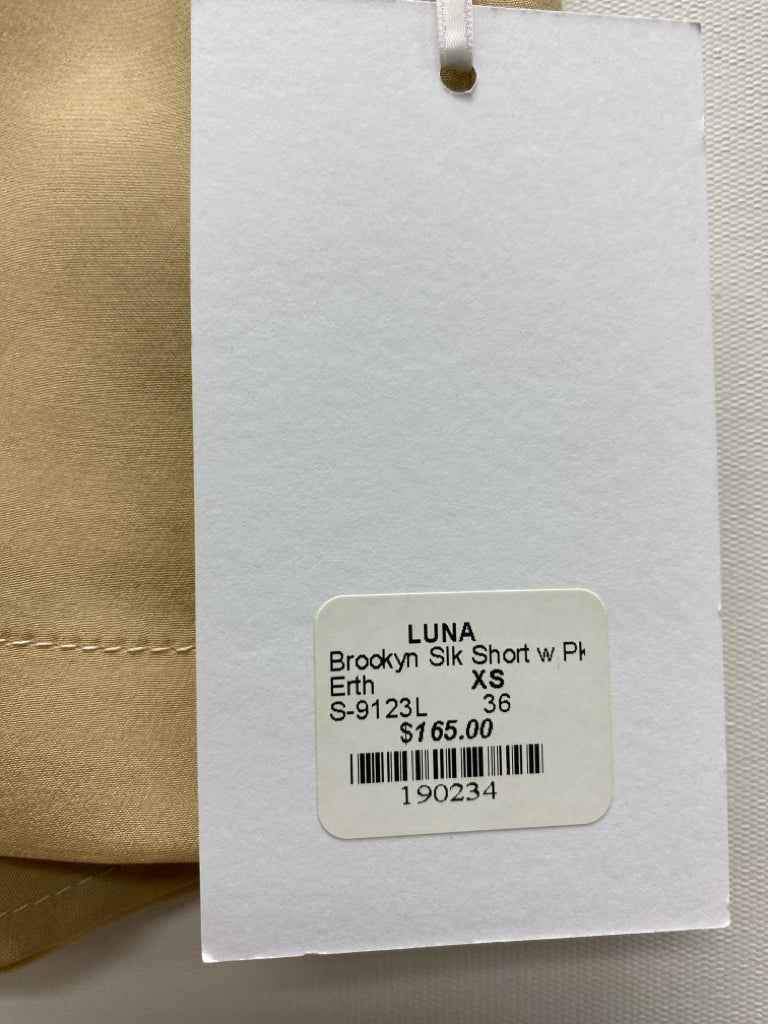 LUNA
Brookyn Slk Short w Pk
Erth XS
S-9123L 36
$165.00
190234